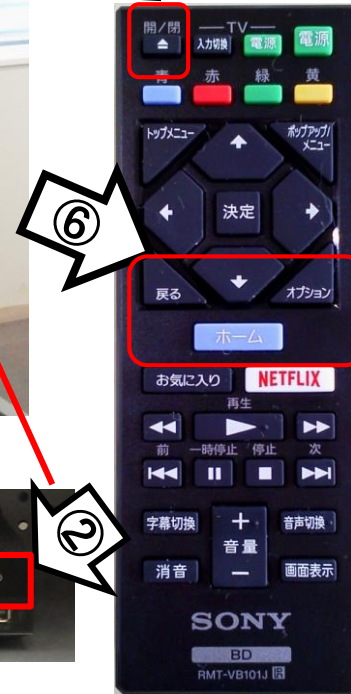 開/閉 TV
入力切換 電源 電源
青 赤 緑 黄
トップメニュー ポップアップ/
メニュー
決定
⑥
戻る オプション
ホーム
お気に入り NETFLIX
再生
前 一時停止 停止 次
②
字幕切換 + 音声切換
音量
消音 − 画面表示
SONY
BD
RMT-VB101J